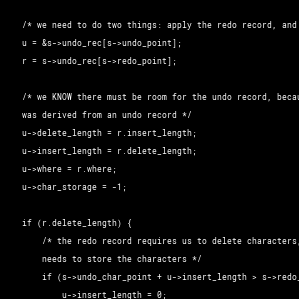 /* we need to do two things: apply the redo record, and
u = &s->undo_rec[s->undo_point];
r = s->undo_rec[s->redo_point];
/* we KNOW there must be room for the undo record, becau
was derived from an undo record */
u->delete_length = r.insert_length;
u->insert_length = r.delete_length;
u->where = r.where;
u->char_storage = -1;
if (r.delete_length) {
/* the redo record requires us to delete characters,
needs to store the characters */
if (s->undo_char_point + u->insert_length > s->redo_
u->insert_length = 0;